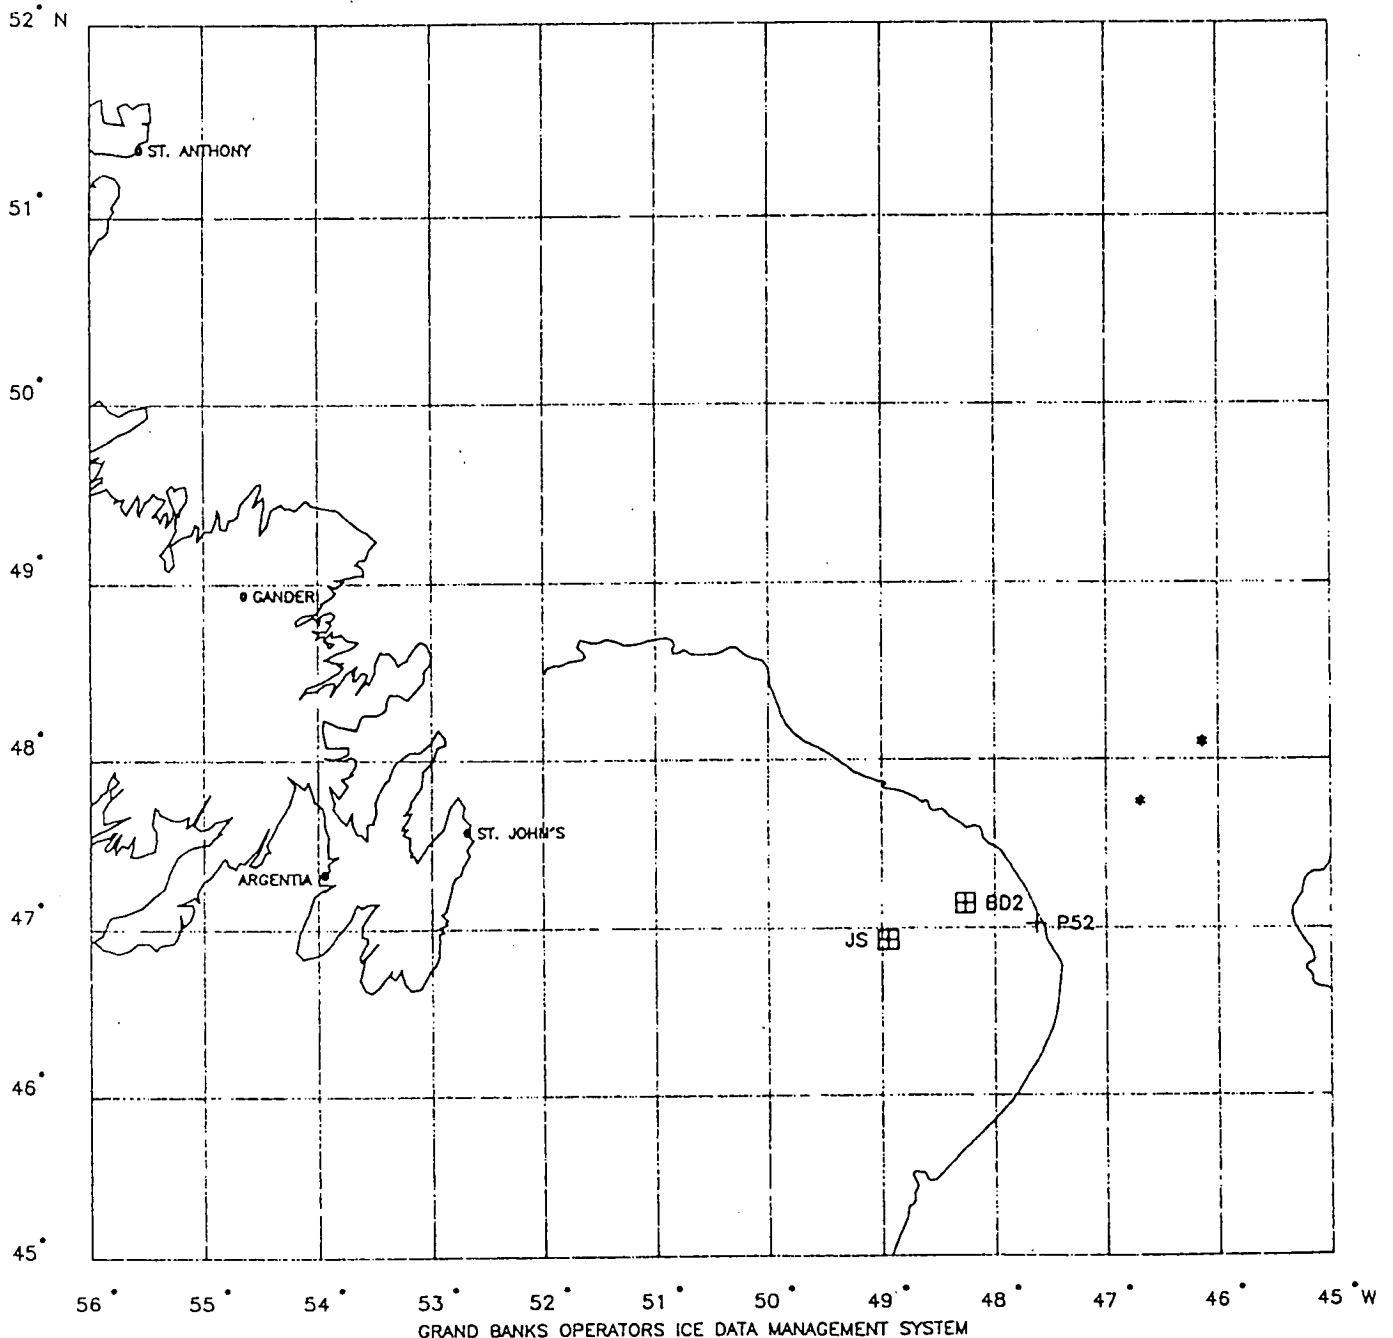 52° N
ST. ANTHONY
51°
50°
49°
GANDER
48°
ST. JOHN'S
ARGENTIA
47°
BD2
P52
JS
46°
45°
56° 55° 54° 53° 52° 51° 50° 49° 48° 47° 46° 45° W
GRAND BANKS OPERATORS ICE DATA MANAGEMENT SYSTEM